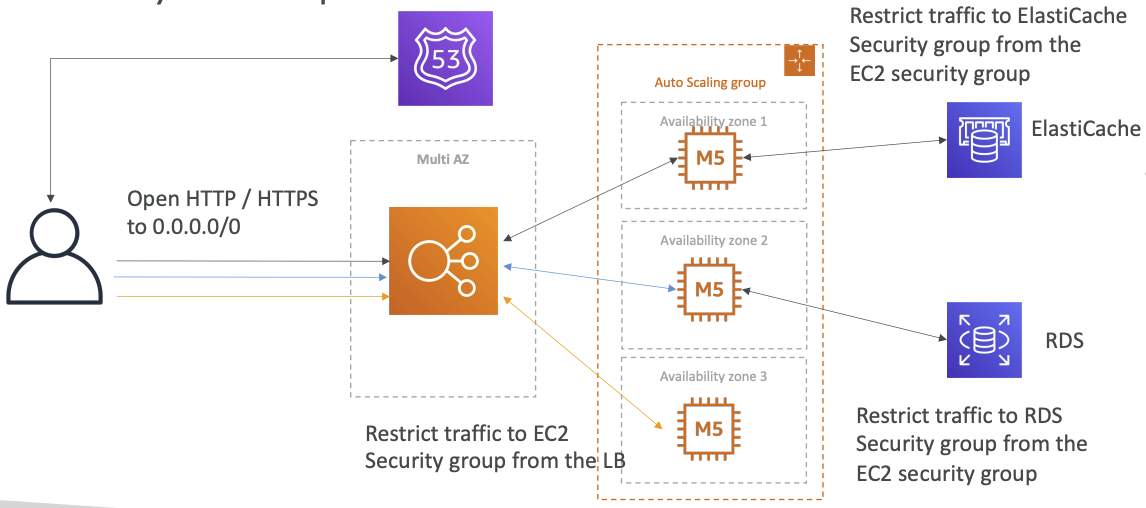 53
Multi AZ
Open HTTP / HTTPS
to 0.0.0.0/0
Restrict traffic to EC2
Security group from the LB
Auto Scaling group
Availability zone 1
M5
Availability zone 2
M5
Availability zone 3
M5
Restrict traffic to ElastiCache
Security group from the
EC2 security group
ElastiCache
RDS
Restrict traffic to RDS
Security group from the
EC2 security group